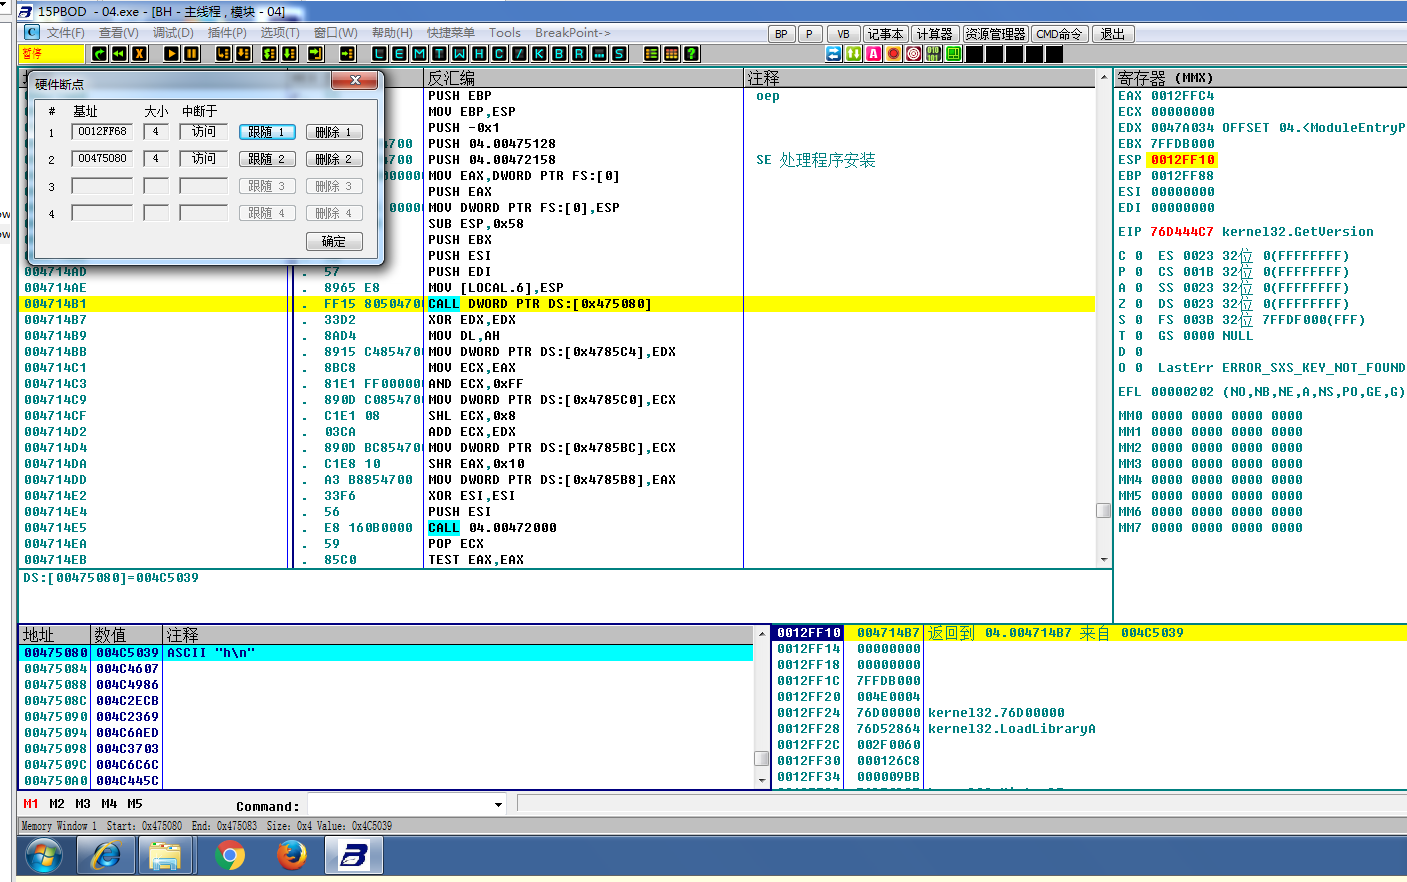 15PBOD - 04.exe - [BH - 主线程 , 模块 - 04]
文件(F) 查看(V) 调试(D) 插件(P) 选项(T) 窗口(W) 帮助(H) 快捷菜单 Tools BreakPoint->
BP P VB 记事本 计算器 资源管理器 CMD命令 退出
暂停
L E M T W H C / K B R ... S
硬件断点
# 基址 大小 中断于
1 0012FF68 4 访问 跟随 1 删除 1
2 00475080 4 访问 跟随 2 删除 2
3 跟随 3 删除 3
4 跟随 4 删除 4
确定
反汇编 注释
PUSH EBP oep
MOV EBP,ESP
PUSH -0x1
4700 PUSH 04.00475128
4700 PUSH 04.00472158 SE 处理程序安装
00000 MOV EAX,DWORD PTR FS:[0]
PUSH EAX
00000 MOV DWORD PTR FS:[0],ESP
SUB ESP,0x58
PUSH EBX
PUSH ESI
004714AD . 57 PUSH EDI
004714AE . 8965 E8 MOV [LOCAL.6],ESP
004714B1 . FF15 80504700 CALL DWORD PTR DS:[0x475080]
004714B7 . 33D2 XOR EDX,EDX
004714B9 . 8AD4 MOV DL,AH
004714BB . 8915 C4854700 MOV DWORD PTR DS:[0x4785C4],EDX
004714C1 . 8BC8 MOV ECX,EAX
004714C3 . 81E1 FF000000 AND ECX,0xFF
004714C9 . 890D C0854700 MOV DWORD PTR DS:[0x4785C0],ECX
004714CF . C1E1 08 SHL ECX,0x8
004714D2 . 03CA ADD ECX,EDX
004714D4 . 890D BC854700 MOV DWORD PTR DS:[0x4785BC],ECX
004714DA . C1E8 10 SHR EAX,0x10
004714DD . A3 B8854700 MOV DWORD PTR DS:[0x4785B8],EAX
004714E2 . 33F6 XOR ESI,ESI
004714E4 . 56 PUSH ESI
004714E5 . E8 160B0000 CALL 04.00472000
004714EA . 59 POP ECX
004714EB . 85C0 TEST EAX,EAX
DS:[00475080]=004C5039
寄存器 (MMX)
EAX 0012FFC4
ECX 00000000
EDX 0047A034 OFFSET 04.<ModuleEntryP
EBX 7FFDB000
ESP 0012FF10
EBP 0012FF88
ESI 00000000
EDI 00000000
EIP 76D444C7 kernel32.GetVersion
C 0 ES 0023 32位 0(FFFFFFFF)
P 0 CS 001B 32位 0(FFFFFFFF)
A 0 SS 0023 32位 0(FFFFFFFF)
Z 0 DS 0023 32位 0(FFFFFFFF)
S 0 FS 003B 32位 7FFDF000(FFF)
T 0 GS 0000 NULL
D 0
O 0 LastErr ERROR_SXS_KEY_NOT_FOUND
EFL 00000202 (NO,NB,NE,A,NS,PO,GE,G)
MM0 0000 0000 0000 0000
MM1 0000 0000 0000 0000
MM2 0000 0000 0000 0000
MM3 0000 0000 0000 0000
MM4 0000 0000 0000 0000
MM5 0000 0000 0000 0000
MM6 0000 0000 0000 0000
MM7 0000 0000 0000 0000
地址 数值 注释
00475080 004C5039 ASCII "h\n"
00475084 004C4607
00475088 004C4986
0047508C 004C2ECB
00475090 004C2369
00475094 004C6AED
00475098 004C3703
0047509C 004C6C6C
004750A0 004C445C
0012FF10 004714B7 返回到 04.004714B7 来自 004C5039
0012FF14 00000000
0012FF18 00000000
0012FF1C 7FFDB000
0012FF20 004E0004
0012FF24 76D00000 kernel32.76D00000
0012FF28 76D52864 kernel32.LoadLibraryA
0012FF2C 002F0060
0012FF30 000126C8
0012FF34 000009BB
M1 M2 M3 M4 M5 Command:
Memory Window 1 Start: 0x475080 End: 0x475083 Size: 0x4 Value: 0x4C5039